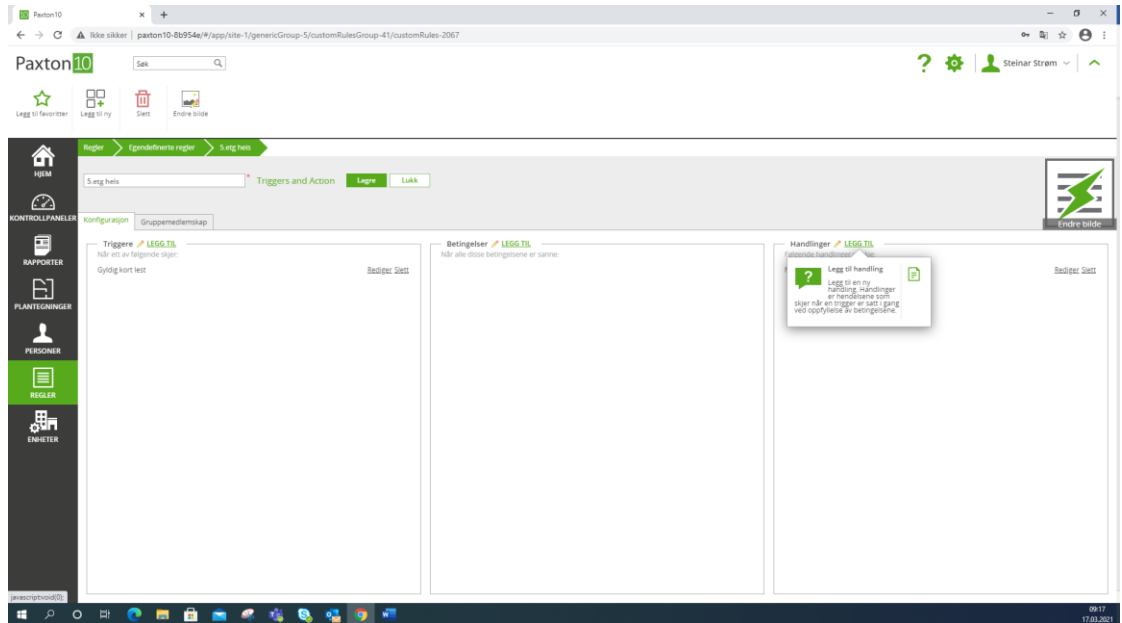 Paxton10
Ikke sikker | paxton10-8b954e/#/app/site-1/genericGroup-5/customRulesGroup-41/customRules-2067
Paxton10
Søk
Steinar Strøm
Legg til favoritter
Legg til ny
Slett
Endre bilde
Regler
Egendefinerte regler
5.etg heis
HJEM
KONTROLLPANELER
RAPPORTER
PLANTEGNINGER
PERSONER
REGLER
ENHETER
5.etg heis
* Triggers and Action
Lagre
Lukk
Endre bilde
Konfigurasjon
Gruppemedlemskap
Triggere LEGG TIL
Når ett av følgende skjer:
Gyldig kort lest
Rediger Slett
Betingelser LEGG TIL
Når alle disse betingelsene er sanne:
Handlinger LEGG TIL
Rediger Slett
Legg til handling
Legg til en ny
handling. Handlinger
er hendelsene som
skjer når en trigger er satt i gang
ved oppfyllelse av betingelsene.
javascript:void(0);
09:17
17.03.2021